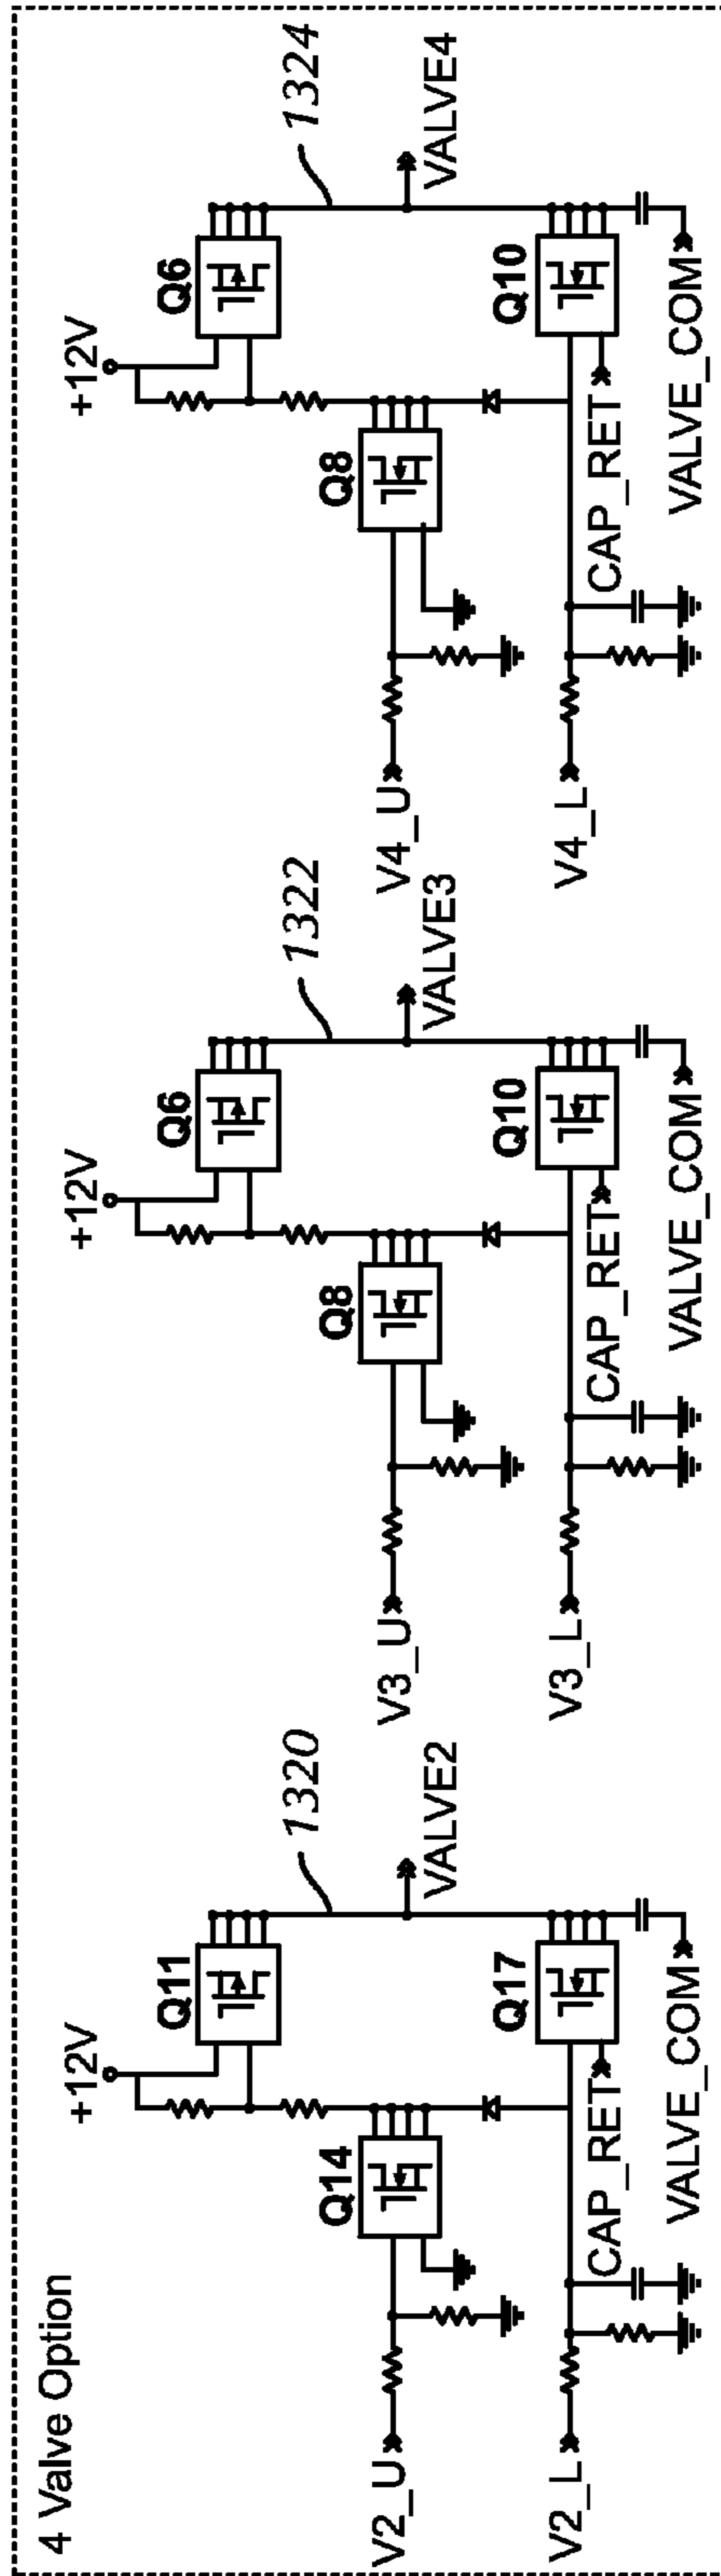 4 Valve Option
+12V
Q11
1320
Q14
VALVE2
V2_U
Q17
CAP_RET
V2_L
VALVE_COM
+12V
Q6
1322
Q8
VALVE3
V3_U
Q10
CAP_RET
V3_L
VALVE_COM
+12V
Q6
1324
Q8
VALVE4
V4_U
Q10
CAP_RET
V4_L
VALVE_COM